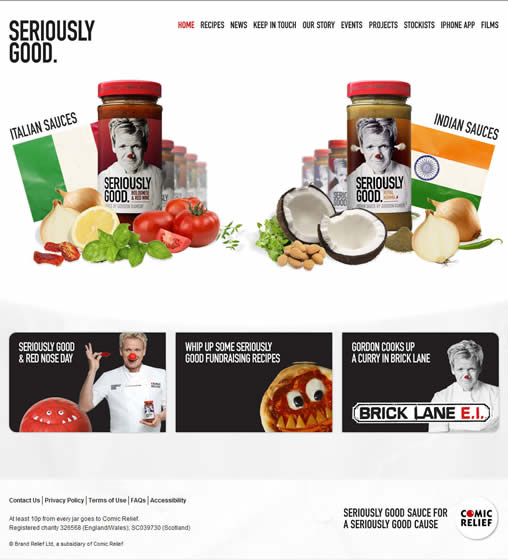 SERIOUSLY
GOOD.
HOME RECIPES NEWS KEEP IN TOUCH OUR STORY EVENTS PROJECTS STOCKISTS IPHONE APP FILMS
ITALIAN SAUCES
SERIOUSLY
GOOD. BOLOGNESE
& RED WINE
INDIAN SAUCES
SERIOUSLY
GOOD.
SERIOUSLY GOOD
& RED NOSE DAY
WHIP UP SOME SERIOUSLY
GOOD FUNDRAISING RECIPES
GORDON COOKS UP
A CURRY IN BRICK LANE
BRICK LANE E.I.
Contact Us | Privacy Policy | Terms of Use | FAQs | Accessibility
At least 10p from every jar goes to Comic Relief.
Registered charity 326568 (England/Wales); SC039730 (Scotland)
© Brand Relief Ltd, a subsidiary of Comic Relief
SERIOUSLY GOOD SAUCE FOR
A SERIOUSLY GOOD CAUSE
COMIC
RELIEF